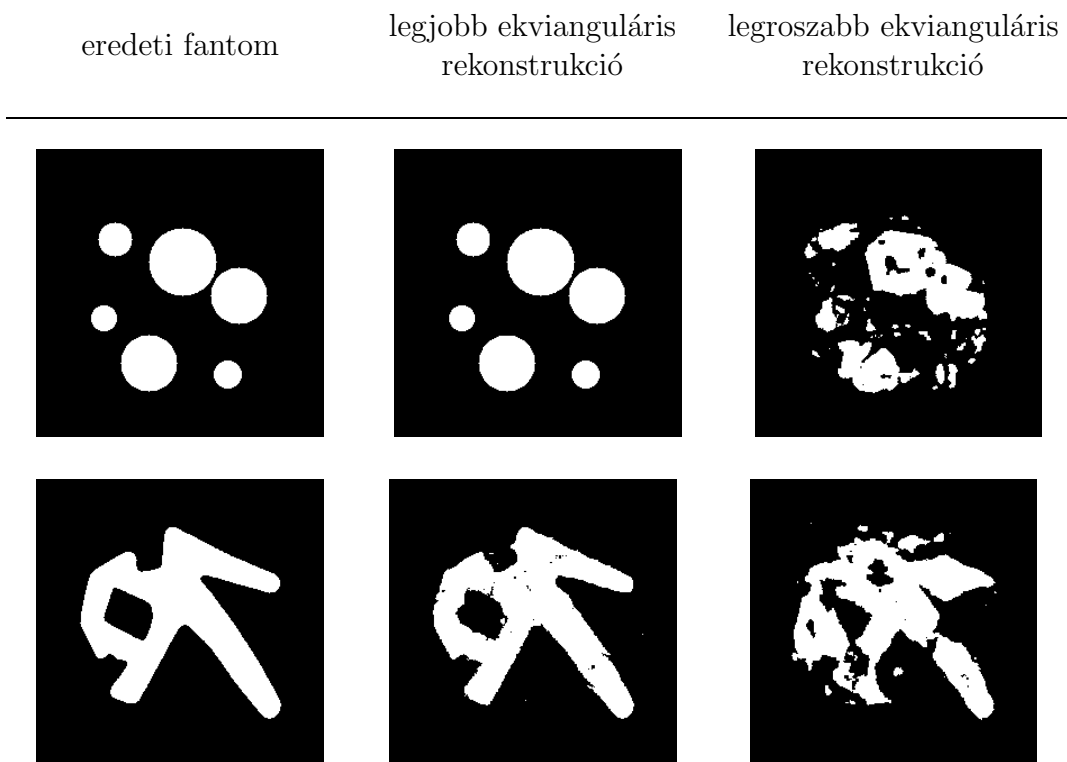 eredeti fantom
legjobb ekvianguláris
rekonstrukció
legroszabb ekvianguláris
rekonstrukció